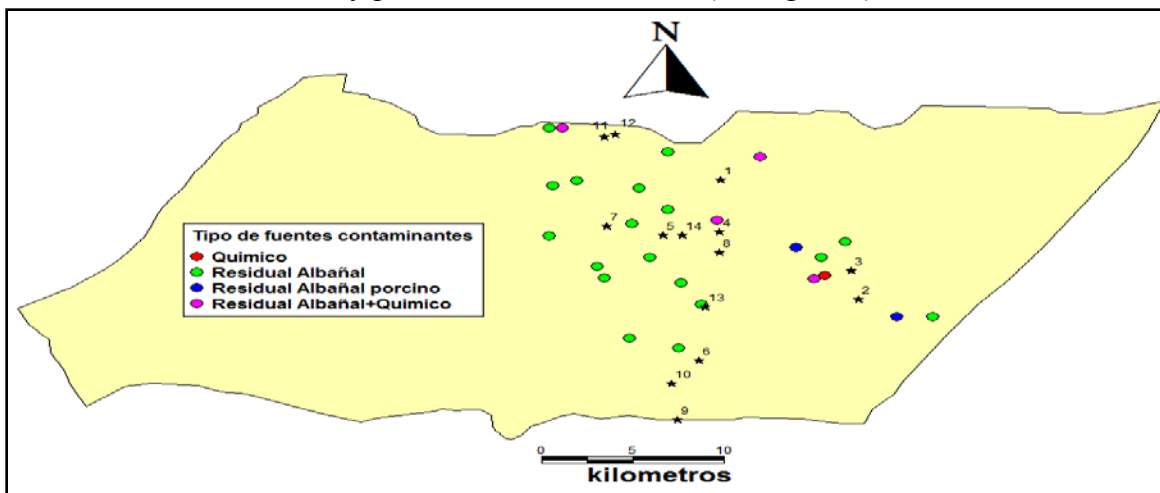 N
11
12
1
7
5
14
4
8
3
2
13
6
10
9
Tipo de fuentes contaminantes
Quimico
Residual Albañal
Residual Albañal porcino
Residual Albañal+Quimico
0 5 10
kilometros